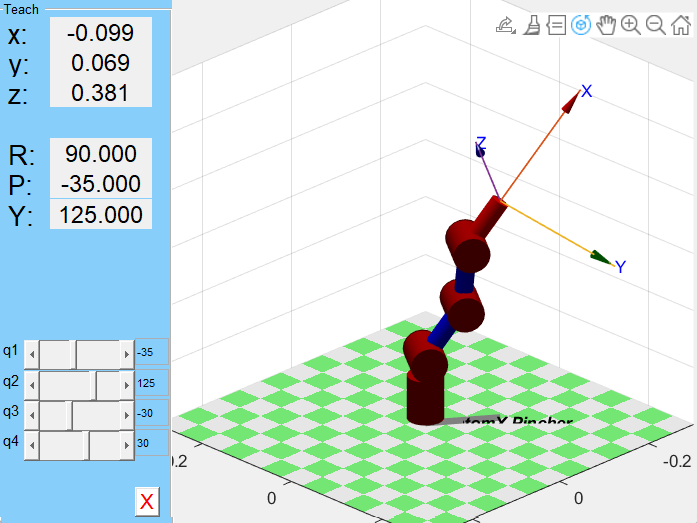 Teach
x: -0.099
y: 0.069
z: 0.381
R: 90.000
P: -35.000
Y: 125.000
X
Z
Y
q1 -35
q2 125
q3 -30
q4 30
X
tomX Pincher
0.2
0
0
-0.2